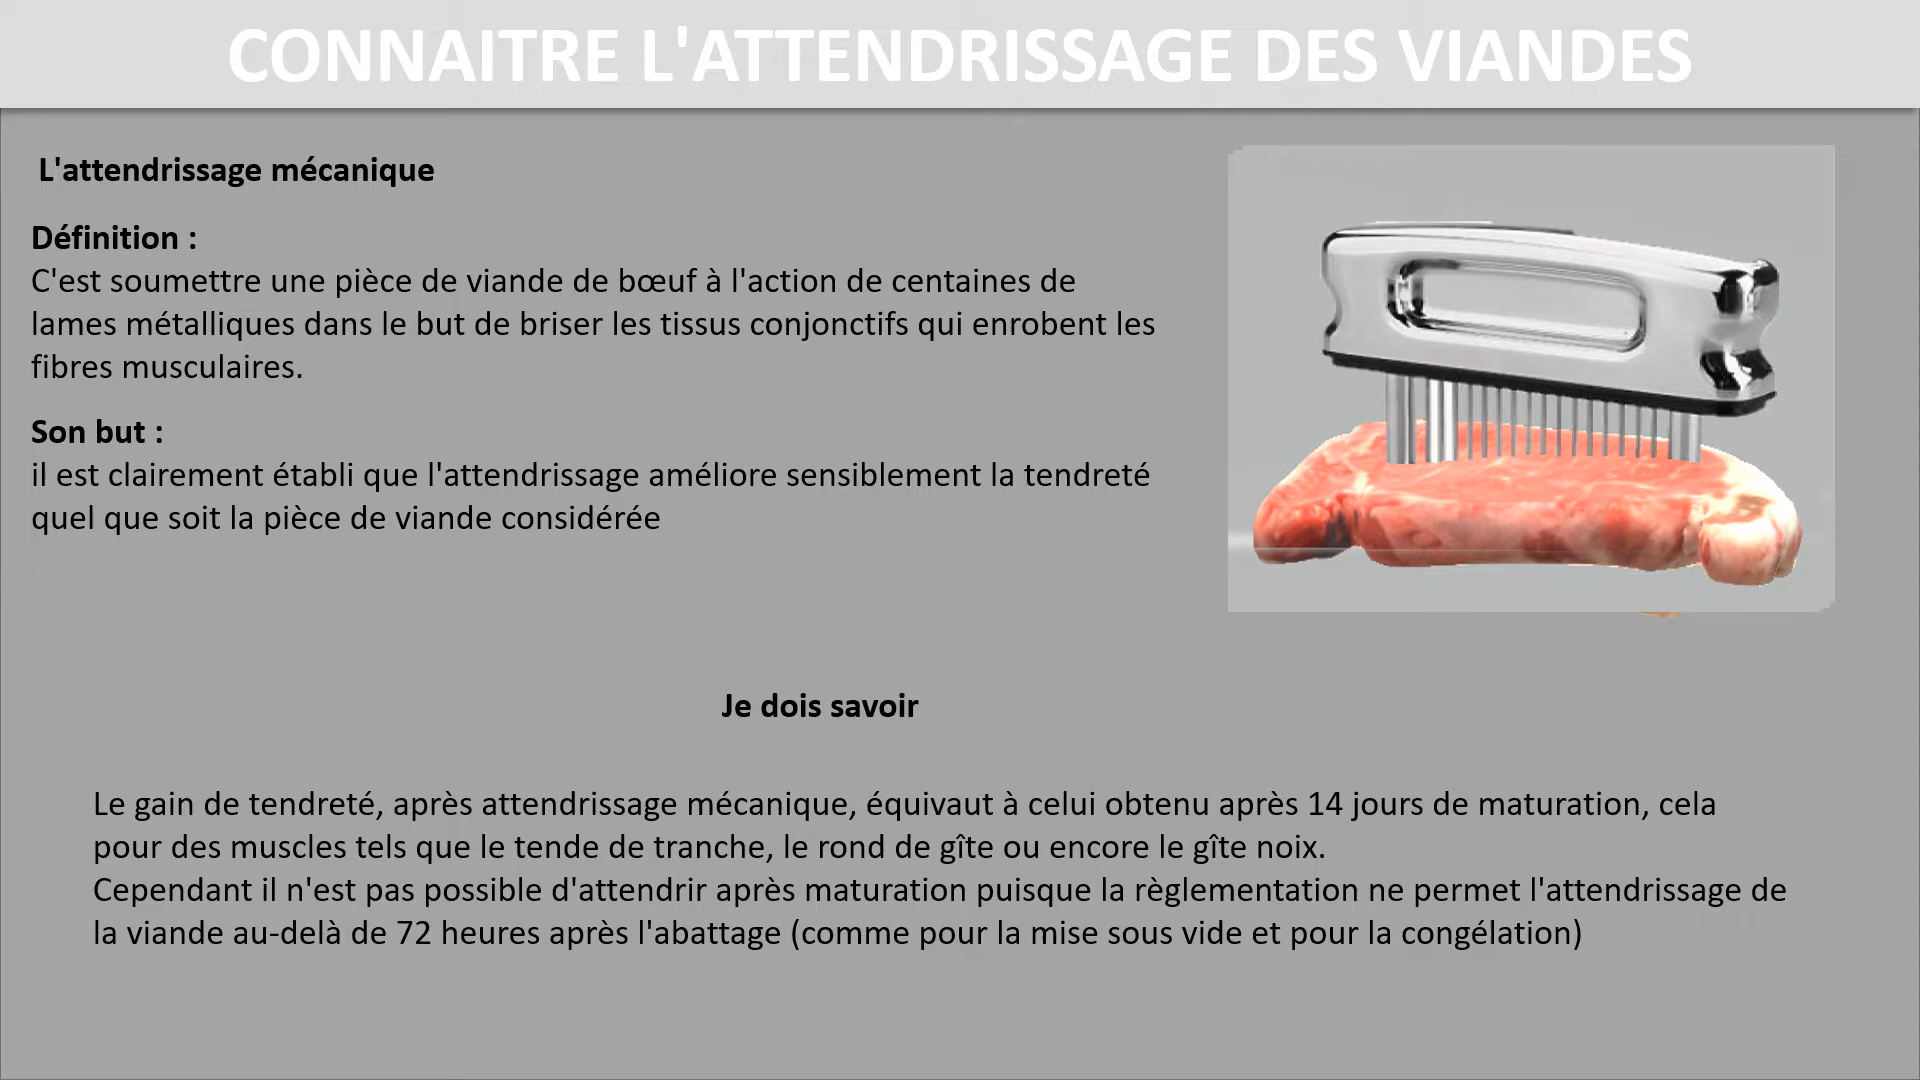 CONNAITRE L'ATTENDRISSAGE DES VIANDES
L'attendrissage mécanique
Définition :
C'est soumettre une pièce de viande de bœuf à l'action de centaines de
lames métalliques dans le but de briser les tissus conjonctifs qui enrobent les
fibres musculaires.
Son but :
il est clairement établi que l'attendrissage améliore sensiblement la tendreté
quel que soit la pièce de viande considérée
Je dois savoir
Le gain de tendreté, après attendrissage mécanique, équivaut à celui obtenu après 14 jours de maturation, cela
pour des muscles tels que le tende de tranche, le rond de gîte ou encore le gîte noix.
Cependant il n'est pas possible d'attendrir après maturation puisque la règlementation ne permet l'attendrissage de
la viande au-delà de 72 heures après l'abattage (comme pour la mise sous vide et pour la congélation)